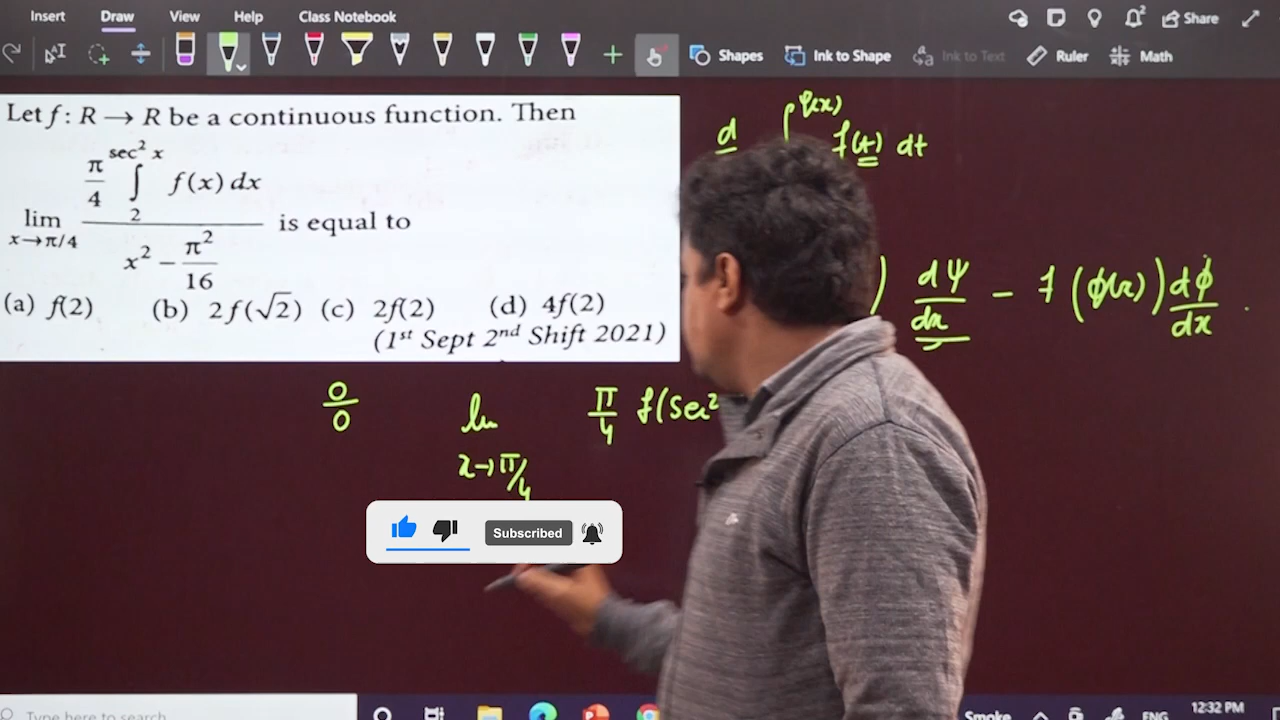 Insert Draw View Help Class Notebook Share
Shapes Ink to Shape Ink to Text Ruler Math
Let f : R → R be a continuous function. Then
lim x→π/4 π/4 ∫ 2 sec² x f(x) dx / x² − π²/16 is equal to
(a) f(2) (b) 2f(√2) (c) 2f(2) (d) 4f(2)
(1st Sept 2nd Shift 2021)
d ∫ f(t) dt
) dψ/dx − f(ϕ(x)) dϕ/dx .
0/0 lim x→π/4 π/4 f(Sec²
Subscribed
Type here to search
Smoke ENG 12:32 PM